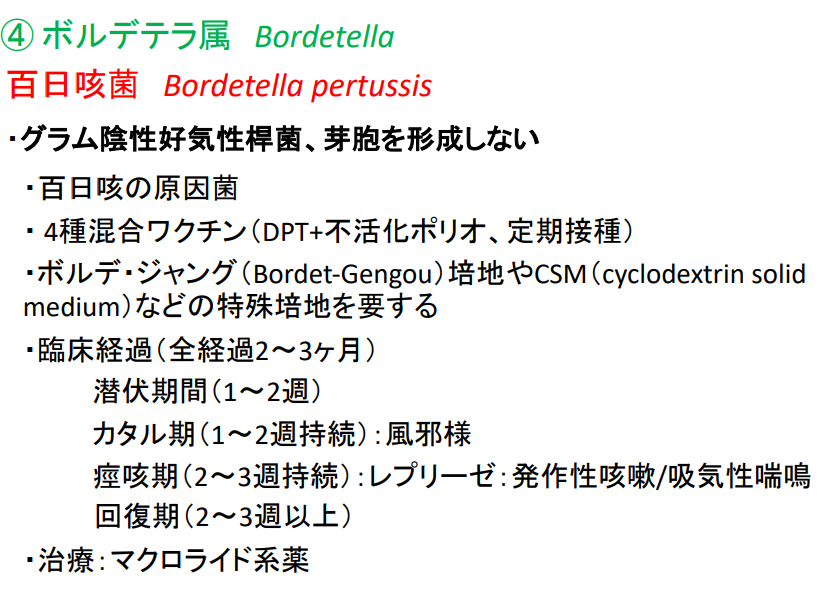 ④ ボルデテラ属 Bordetella
百日咳菌 Bordetella pertussis
・グラム陰性好気性桿菌、芽胞を形成しない
・百日咳の原因菌
・ 4種混合ワクチン（DPT+不活化ポリオ、定期接種）
・ボルデ・ジャング（Bordet-Gengou）培地やCSM（cyclodextrin solid
medium）などの特殊培地を要する
・臨床経過（全経過2～3ヶ月）
潜伏期間（1～2週）
カタル期（1～2週持続）：風邪様
痙咳期（2～3週持続）：レプリーゼ：発作性咳嗽/吸気性喘鳴
回復期（2～3週以上）
・治療：マクロライド系薬